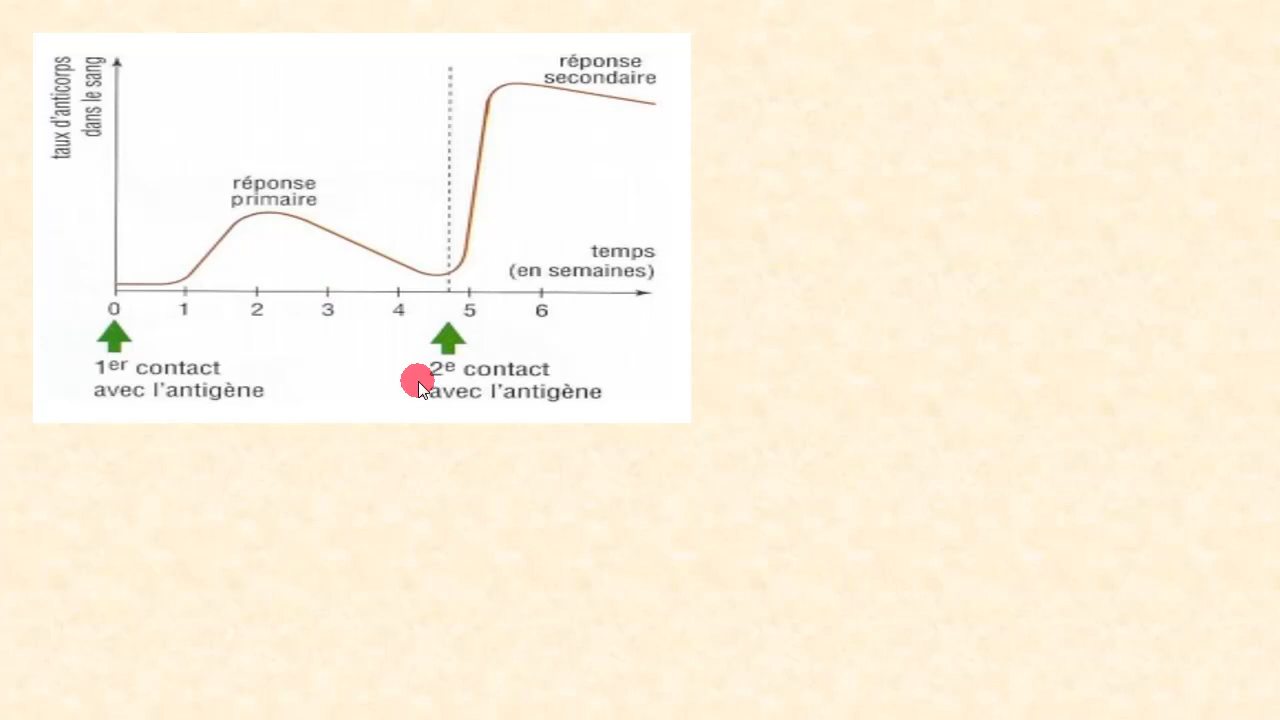 taux d'anticorps
dans le sang
réponse
secondaire
réponse
primaire
temps
(en semaines)
0 1 2 3 4 5 6
1er contact
avec l'antigène
2e contact
avec l'antigène